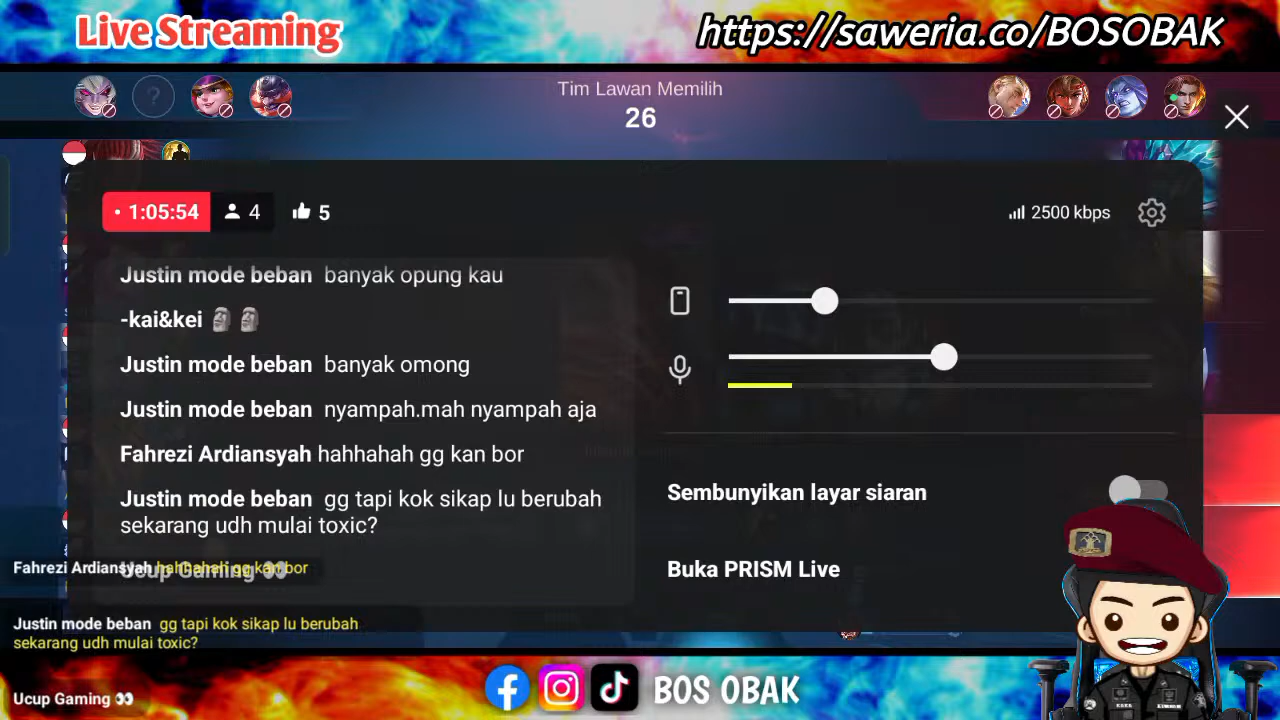 Live Streaming
https://saweria.co/BOSOBAK
Tim Lawan Memilih
26
1:05:54
4
5
2500 kbps
Justin mode beban banyak opung kau
-kai&kei 🗿🗿
Justin mode beban banyak omong
Justin mode beban nyampah.mah nyampah aja
Fahrezi Ardiansyah hahhahah gg kan bor
Justin mode beban gg tapi kok sikap lu berubah
sekarang udh mulai toxic?
Ucup Gaming 👀
Sembunyikan layar siaran
Buka PRISM Live
Fahrezi Ardiansyah hahhahah gg kan bor
Justin mode beban gg tapi kok sikap lu berubah
sekarang udh mulai toxic?
Ucup Gaming 👀
BOS OBAK